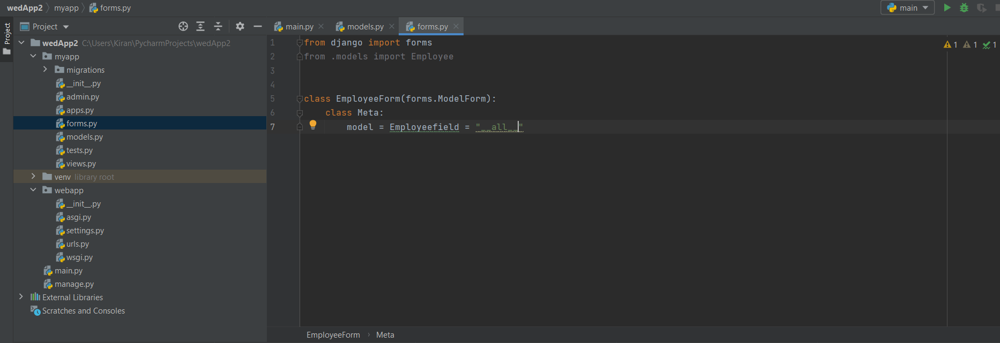 wedApp2 myapp forms.py main
Project
Project main.py models.py forms.py
wedApp2 C:\Users\Kiran\PycharmProjects\wedApp2
myapp
migrations
__init__.py
admin.py
apps.py
forms.py
models.py
tests.py
views.py
venv library root
webapp
__init__.py
asgi.py
settings.py
urls.py
wsgi.py
main.py
manage.py
External Libraries
Scratches and Consoles
1 from django import forms
2 from .models import Employee
3
4
5 class EmployeeForm(forms.ModelForm):
6 class Meta:
7 model = Employeefield = "__all__"
1 1 1
EmployeeForm Meta